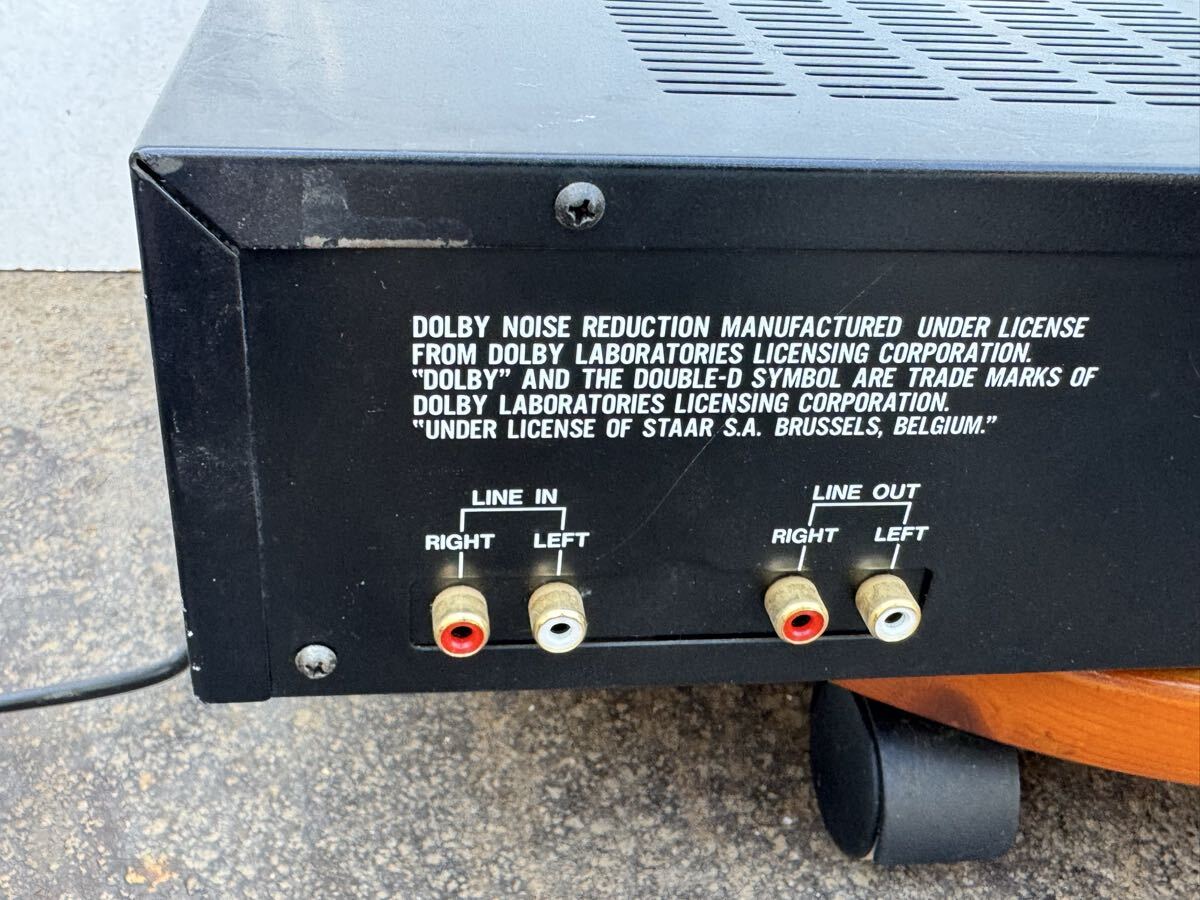 DOLBY NOISE REDUCTION MANUFACTURED UNDER LICENSE
FROM DOLBY LABORATORIES LICENSING CORPORATION.
"DOLBY" AND THE DOUBLE-D SYMBOL ARE TRADE MARKS OF
DOLBY LABORATORIES LICENSING CORPORATION.
"UNDER LICENSE OF STAAR S.A. BRUSSELS, BELGIUM."
LINE IN
RIGHT LEFT
LINE OUT
RIGHT LEFT